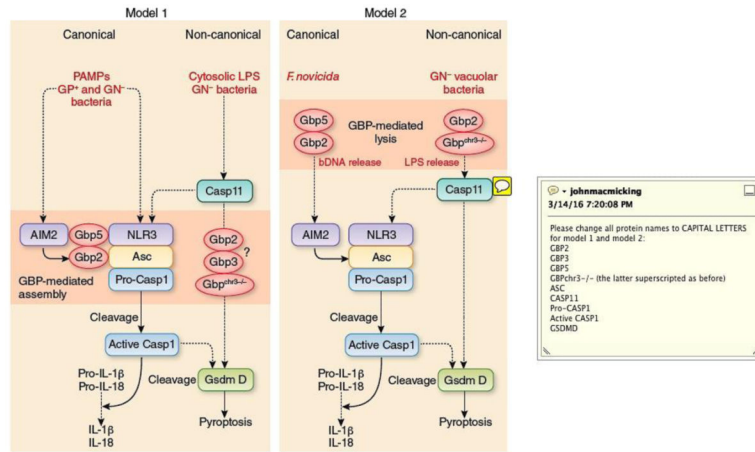 Model 1
Canonical
Non-canonical
PAMPs
GP⁺ and GN⁻
bacteria
Cytosolic LPS
GN⁻ bacteria
Casp11
AIM2
Gbp5
NLR3
Gbp2
Asc
Pro-Casp1
GBP-mediated
assembly
Gbp2
?
Gbp3
Gbpchr3–/–
Cleavage
Active Casp1
Pro-IL-1β
Pro-IL-18
Cleavage
Gsdm D
IL-1β
IL-18
Pyroptosis
Model 2
Canonical
Non-canonical
F. novicida
GN⁻ vacuolar
bacteria
Gbp5
Gbp2
GBP-mediated
lysis
Gbp2
Gbpchr3–/–
bDNA release
LPS release
Casp11
AIM2
NLR3
Asc
Pro-Casp1
Cleavage
Active Casp1
Pro-IL-1β
Pro-IL-18
Cleavage
Gsdm D
IL-1β
IL-18
Pyroptosis
johnmacmicking
3/14/16 7:20:08 PM
Please change all protein names to CAPITAL LETTERS
for model 1 and model 2:
GBP2
GBP3
GBP5
GBPchr3-/- (the latter superscripted as before)
ASC
CASP11
Pro-CASP1
Active CASP1
GSDMD